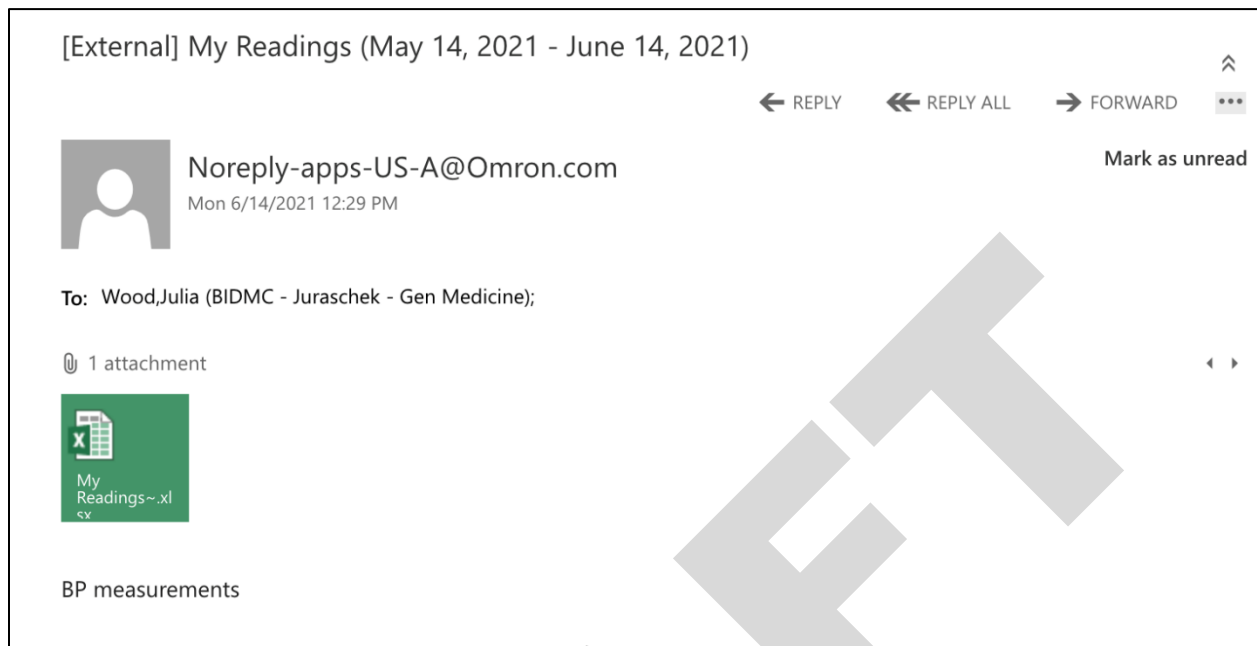 [External] My Readings (May 14, 2021 - June 14, 2021)
REPLY REPLY ALL FORWARD
Noreply-apps-US-A@Omron.com Mark as unread
Mon 6/14/2021 12:29 PM
To: Wood,Julia (BIDMC - Juraschek - Gen Medicine);
1 attachment
My
Readings~.xl
sx
BP measurements
FT